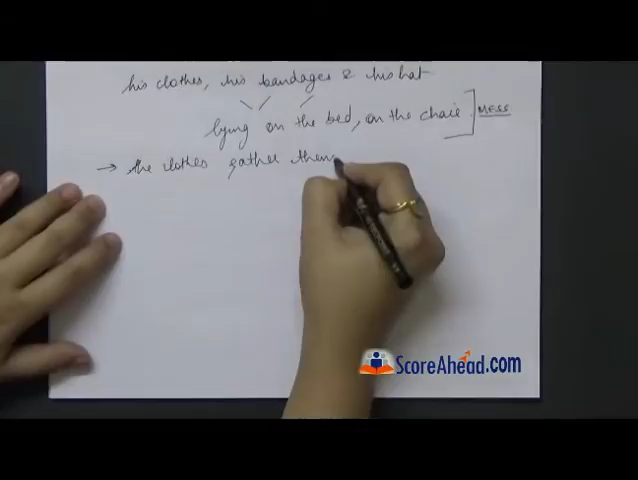 his clothes, his bandages & his hat
lying on the bed, on the chair ] Mess
→ the clothes gather them
ScoreAhead.com